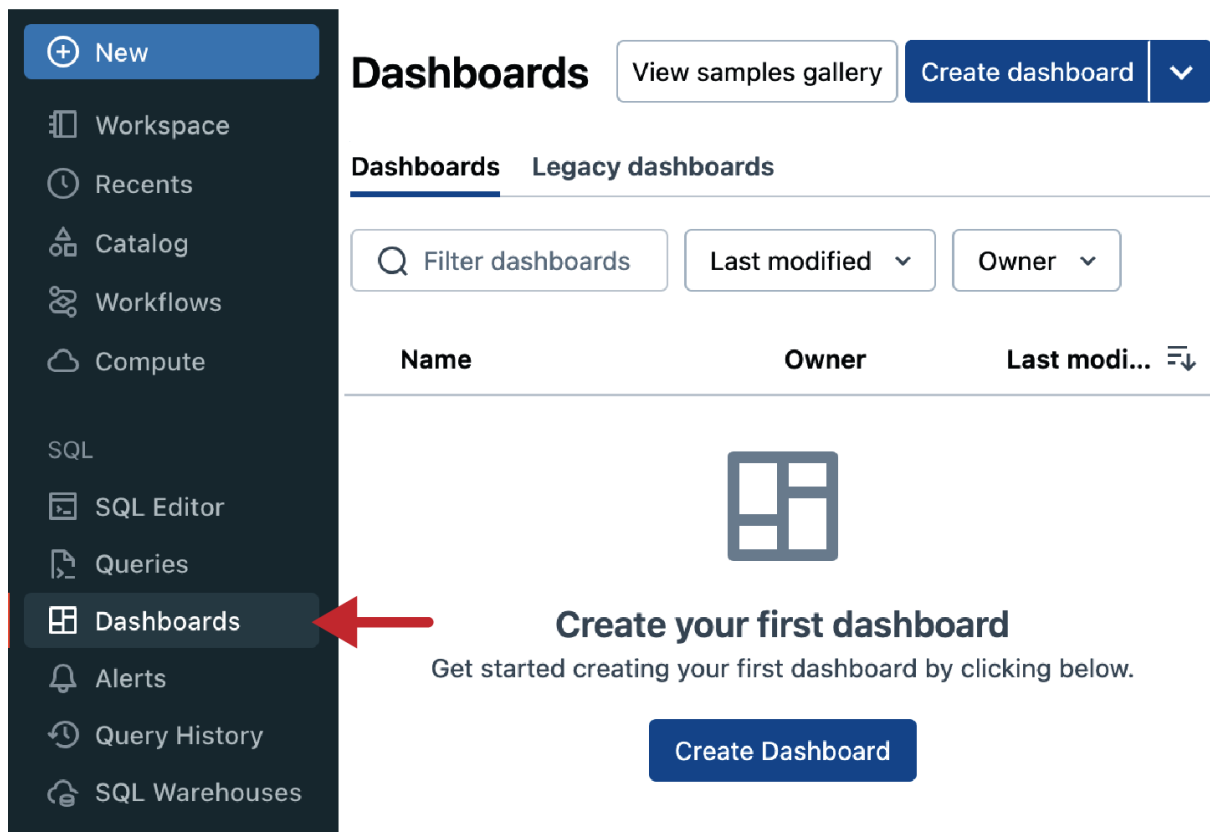 New
Workspace
Recents
Catalog
Workflows
Compute
SQL
SQL Editor
Queries
Dashboards
Alerts
Query History
SQL Warehouses
Dashboards
View samples gallery
Create dashboard
Dashboards Legacy dashboards
Filter dashboards
Last modified
Owner
Name Owner Last modi...
Create your first dashboard
Get started creating your first dashboard by clicking below.
Create Dashboard